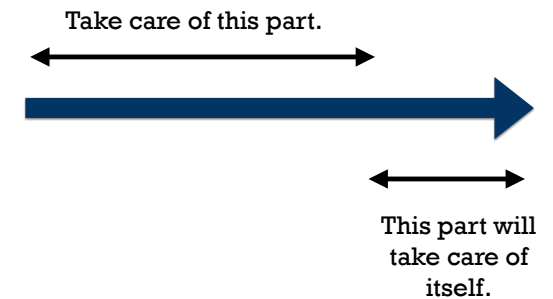 Take care of this part.
This part will
take care of
itself.